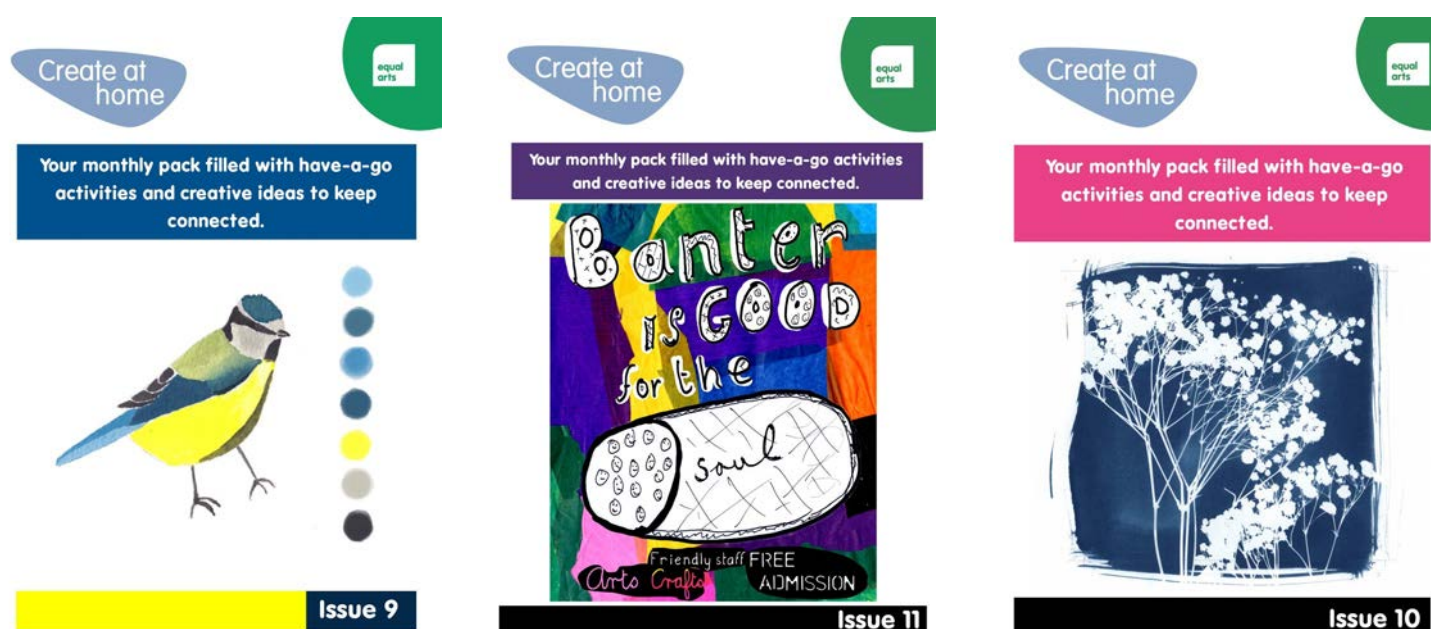 Create at
home
equal
arts
Your monthly pack filled with have-a-go
activities and creative ideas to keep
connected.
Issue 9
Create at
home
equal
arts
Your monthly pack filled with have-a-go activities
and creative ideas to keep connected.
Banter
is GOOD
for the
soul
Friendly staff FREE
Arts Crafts ADMISSION
Issue 11
Create at
home
equal
arts
Your monthly pack filled with have-a-go
activities and creative ideas to keep
connected.
Issue 10